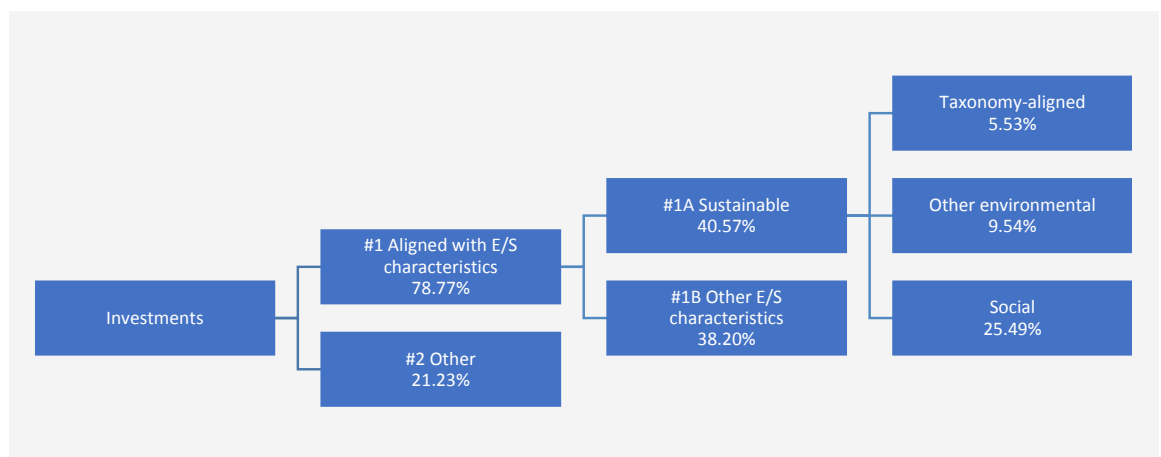 Investments
#1 Aligned with E/S
characteristics
78.77%
#2 Other
21.23%
#1A Sustainable
40.57%
#1B Other E/S
characteristics
38.20%
Taxonomy-aligned
5.53%
Other environmental
9.54%
Social
25.49%